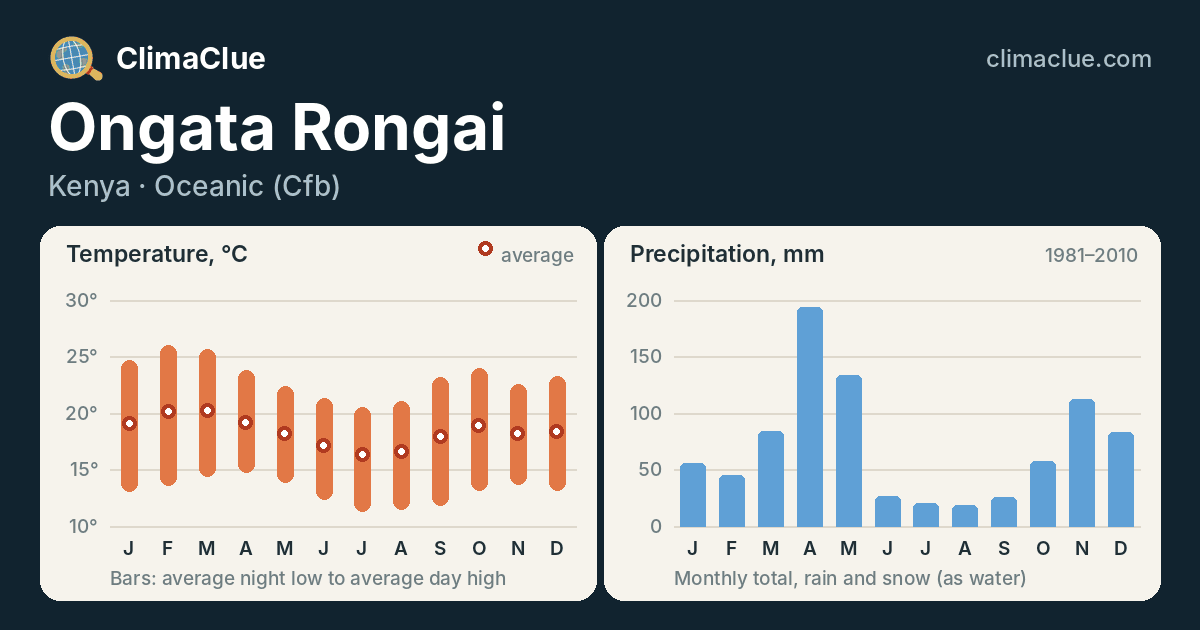 ClimaClue
climaclue.com
Ongata Rongai
Kenya · Oceanic (Cfb)
Temperature, °C
average
30°
25°
20°
15°
10°
J F M A M J J A S O N D
Bars: average night low to average day high
Precipitation, mm
1981–2010
200
150
100
50
0
J F M A M J J A S O N D
Monthly total, rain and snow (as water)